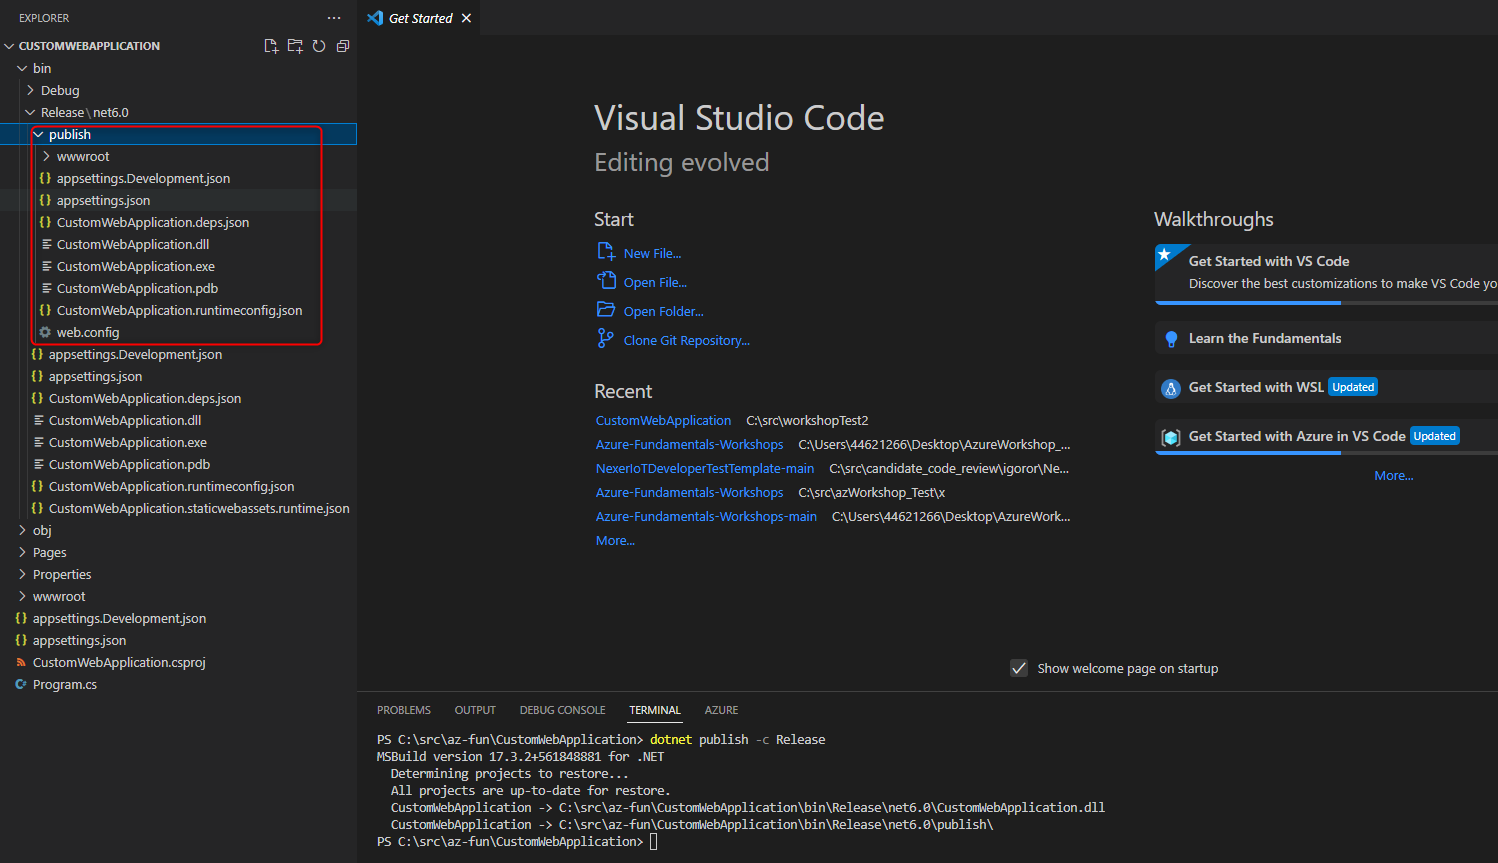 EXPLORER
CUSTOMWEBAPPLICATION
bin
Debug
Release\net6.0
publish
wwwroot
appsettings.Development.json
appsettings.json
CustomWebApplication.deps.json
CustomWebApplication.dll
CustomWebApplication.exe
CustomWebApplication.pdb
CustomWebApplication.runtimeconfig.json
web.config
appsettings.Development.json
appsettings.json
CustomWebApplication.deps.json
CustomWebApplication.dll
CustomWebApplication.exe
CustomWebApplication.pdb
CustomWebApplication.runtimeconfig.json
CustomWebApplication.staticwebassets.runtime.json
obj
Pages
Properties
wwwroot
appsettings.Development.json
appsettings.json
CustomWebApplication.csproj
Program.cs
Get Started
Visual Studio Code
Editing evolved
Start
New File...
Open File...
Open Folder...
Clone Git Repository...
Recent
CustomWebApplication C:\src\workshopTest2
Azure-Fundamentals-Workshops C:\Users\44621266\Desktop\AzureWorkshop_...
NexerIoTDeveloperTestTemplate-main C:\src\candidate_code_review\igoror\Ne...
Azure-Fundamentals-Workshops C:\src\azWorkshop_Test\x
Azure-Fundamentals-Workshops-main C:\Users\44621266\Desktop\AzureWork...
More...
Walkthroughs
Get Started with VS Code
Discover the best customizations to make VS Code yo
Learn the Fundamentals
Get Started with WSL Updated
Get Started with Azure in VS Code Updated
More...
Show welcome page on startup
PROBLEMS OUTPUT DEBUG CONSOLE TERMINAL AZURE
PS C:\src\az-fun\CustomWebApplication> dotnet publish -c Release
MSBuild version 17.3.2+561848881 for .NET
Determining projects to restore...
All projects are up-to-date for restore.
CustomWebApplication -> C:\src\az-fun\CustomWebApplication\bin\Release\net6.0\CustomWebApplication.dll
CustomWebApplication -> C:\src\az-fun\CustomWebApplication\bin\Release\net6.0\publish\
PS C:\src\az-fun\CustomWebApplication>